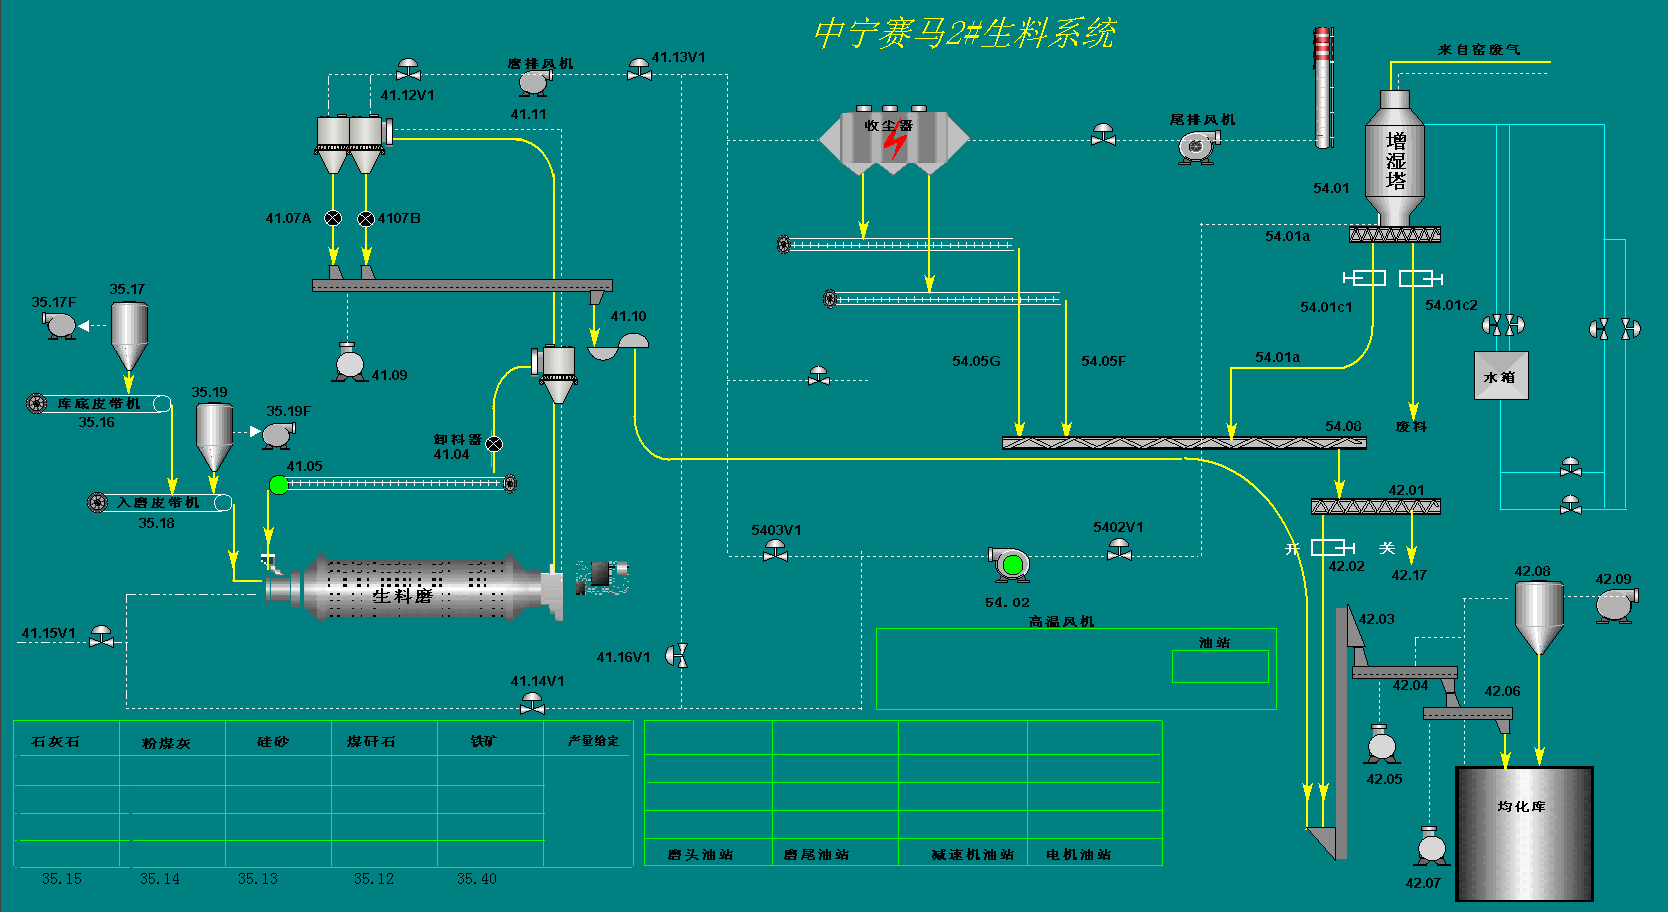 中宁赛马2#生料系统
来自窑废气
41.13V1
磨排风机
41.12V1
41.11
收尘器
尾排风机
增湿塔
54.01
41.07A
4107B
54.01a
35.17
35.17F
54.01c1
54.01c2
41.10
54.05G
54.05F
54.01a
41.09
水箱
35.19
库底皮带机
35.16
35.19F
卸料器
41.04
54.08
废料
41.05
42.01
入磨皮带机
35.18
5403V1
5402V1
开
关
42.02
42.17
生料磨
54.02
高温风机
42.08
42.09
42.03
41.15V1
油站
41.16V1
41.14V1
42.04
42.06
石灰石
粉煤灰
硅砂
煤矸石
铁矿
产量给定
42.05
均化库
磨头油站
磨尾油站
减速机油站
电机油站
35.15
35.14
35.13
35.12
35.40
42.07